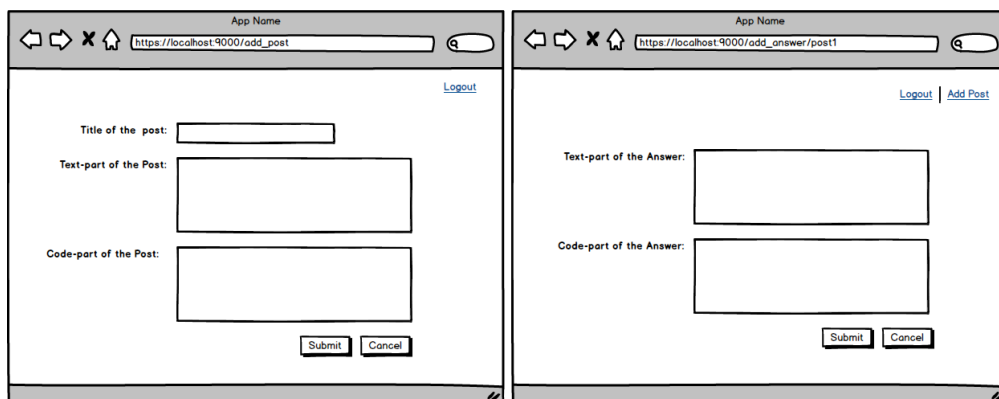 App Name
https://localhost:9000/add_post
Logout
Title of the post:
Text-part of the Post:
Code-part of the Post:
Submit Cancel
App Name
https://localhost:9000/add_answer/post1
Logout | Add Post
Text-part of the Answer:
Code-part of the Answer:
Submit Cancel